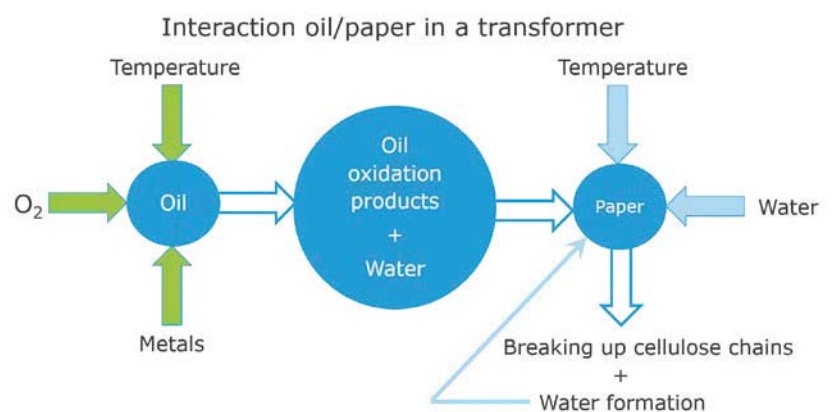 Interaction oil/paper in a transformer
Temperature
Temperature
O₂
Oil
Oil
oxidation
products
+
Water
Paper
Water
Metals
Breaking up cellulose chains
+
Water formation